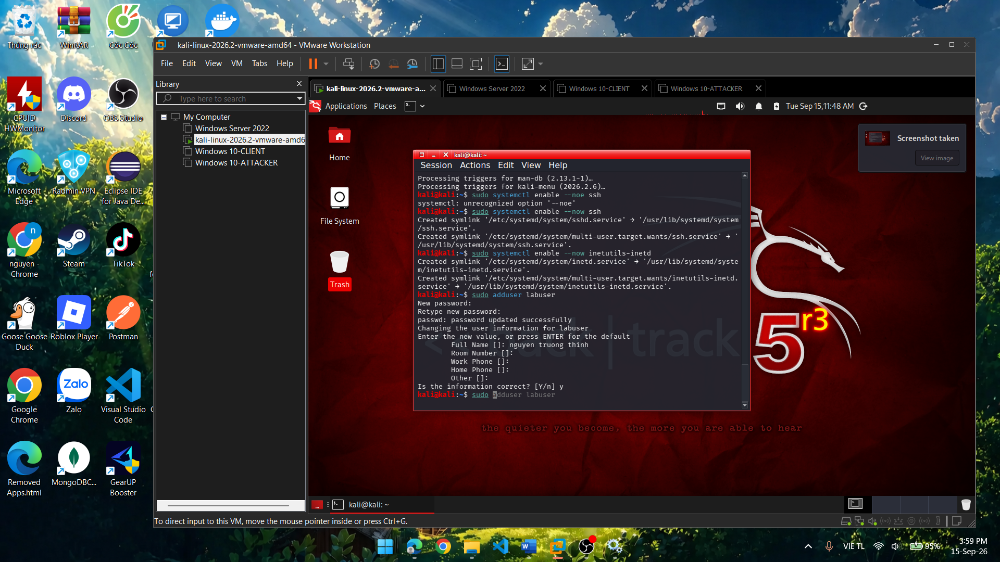 Thùng rác
WinRAR
Cốc Cốc
CPUID
HWMonitor
Discord
OBS Studio
Microsoft
Edge
Radmin VPN
Eclipse IDE
for Java De...
n
nguyen -
Chrome
Steam
TikTok
Goose Goose
Duck
Roblox Player
Postman
Google
Chrome
Zalo
Zalo
Visual Studio
Code
Removed
Apps.html
MongoDBC...
GearUP
Booster
kali-linux-2026.2-vmware-amd64 - VMware Workstation
File Edit View VM Tabs Help
Library
Type here to search
My Computer
Windows Server 2022
kali-linux-2026.2-vmware-amd6
Windows 10-CLIENT
Windows 10-ATTACKER
kali-linux-2026.2-vmware-a...
Windows Server 2022
Windows 10-CLIENT
Windows 10-ATTACKER
Applications Places
Tue Sep 15, 11:48 AM
Home
File System
Trash
Screenshot taken
View image
kali@kali: ~
Session Actions Edit View Help
Processing triggers for man-db (2.13.1-1)…
Processing triggers for kali-menu (2026.2.6)…
kali@kali:~$ sudo systemctl enable --noe ssh
systemctl: unrecognized option '--noe'
kali@kali:~$ sudo systemctl enable --now ssh
Created symlink '/etc/systemd/system/sshd.service' → '/usr/lib/systemd/system
/ssh.service'.
Created symlink '/etc/systemd/system/multi-user.target.wants/ssh.service' → '
/usr/lib/systemd/system/ssh.service'.
kali@kali:~$ sudo systemctl enable --now inetutils-inetd
Created symlink '/etc/systemd/system/inetd.service' → '/usr/lib/systemd/syste
m/inetutils-inetd.service'.
Created symlink '/etc/systemd/system/multi-user.target.wants/inetutils-inetd.
service' → '/usr/lib/systemd/system/inetutils-inetd.service'.
kali@kali:~$ sudo adduser labuser
New password:
Retype new password:
passwd: password updated successfully
Changing the user information for labuser
Enter the new value, or press ENTER for the default
Full Name []: nguyen truong thinh
Room Number []:
Work Phone []:
Home Phone []:
Other []:
Is the information correct? [Y/n] y
kali@kali:~$ sudo adduser labuser
track
5 r3
the quieter you become, the more you are able to hear
kali@kali: ~
To direct input to this VM, move the mouse pointer inside or press Ctrl+G.
VIE TL
95%
3:59 PM
15-Sep-26